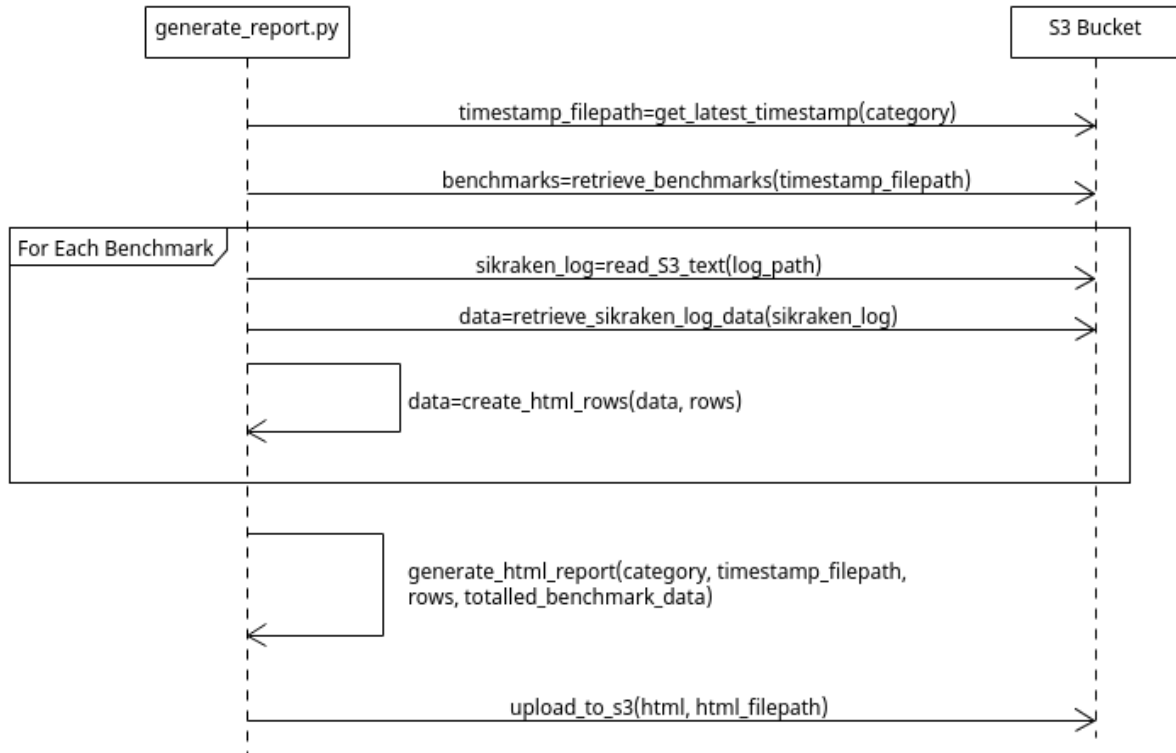 generate_report.py
S3 Bucket
timestamp_filepath=get_latest_timestamp(category)
benchmarks=retrieve_benchmarks(timestamp_filepath)
For Each Benchmark
sikraken_log=read_S3_text(log_path)
data=retrieve_sikraken_log_data(sikraken_log)
data=create_html_rows(data, rows)
generate_html_report(category, timestamp_filepath,
rows, totalled_benchmark_data)
upload_to_s3(html, html_filepath)